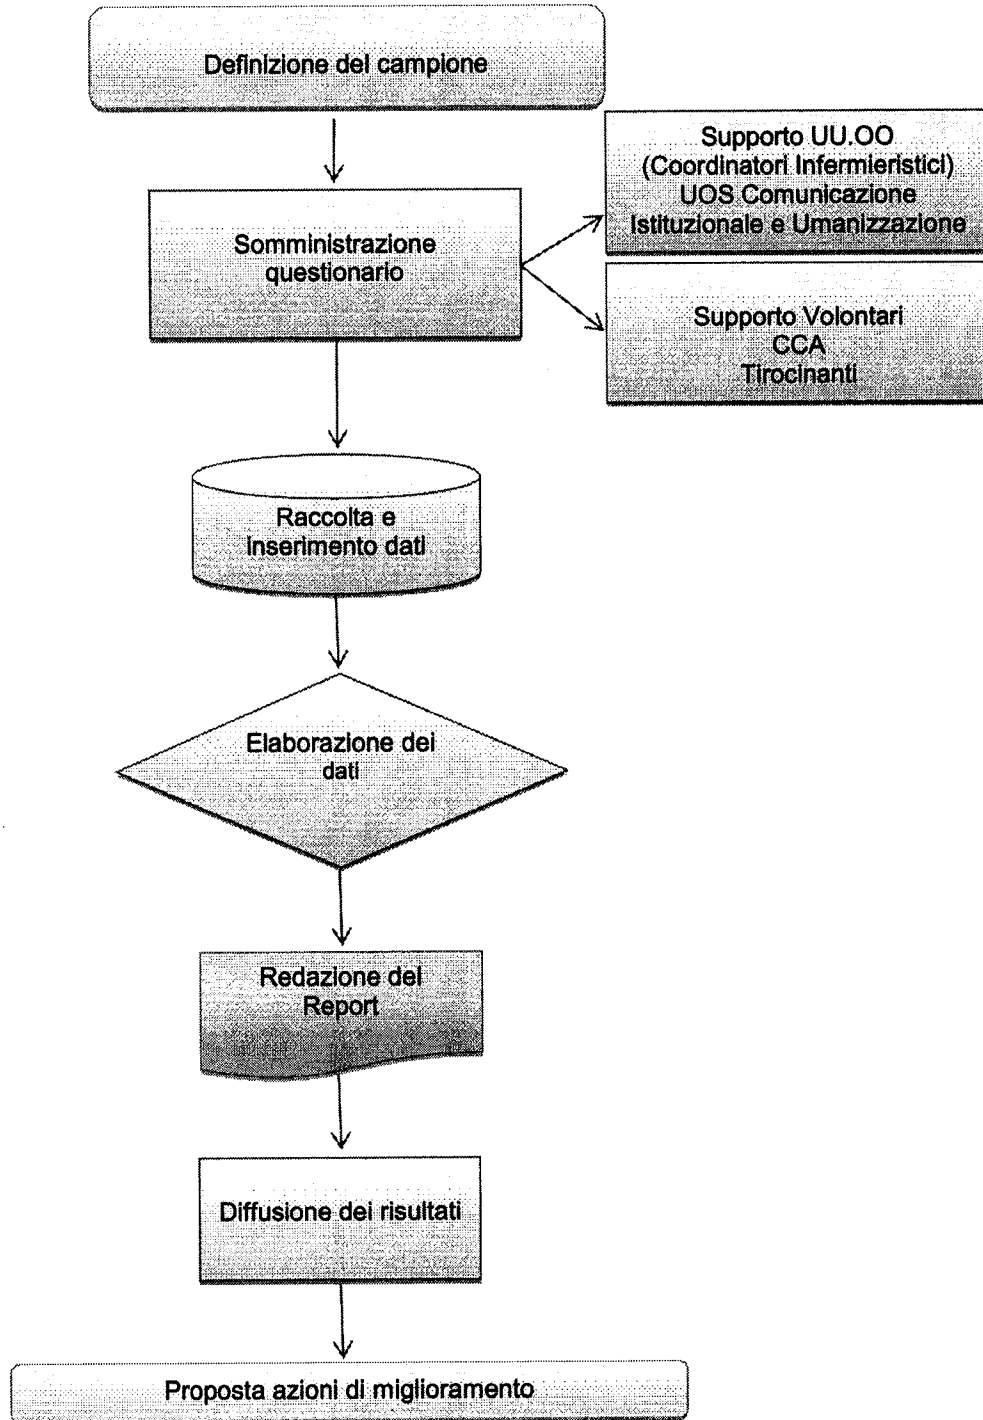 Definizione del campione
Supporto UU.OO
(Coordinatori Infermieristici)
UOS Comunicazione
Istituzionale e Umanizzazione
Somministrazione
questionario
Supporto Volontari
CCA
Tirocinanti
Raccolta e
inserimento dati
Elaborazione dei
dati
Redazione del
Report
Diffusione dei risultati
Proposta azioni di miglioramento